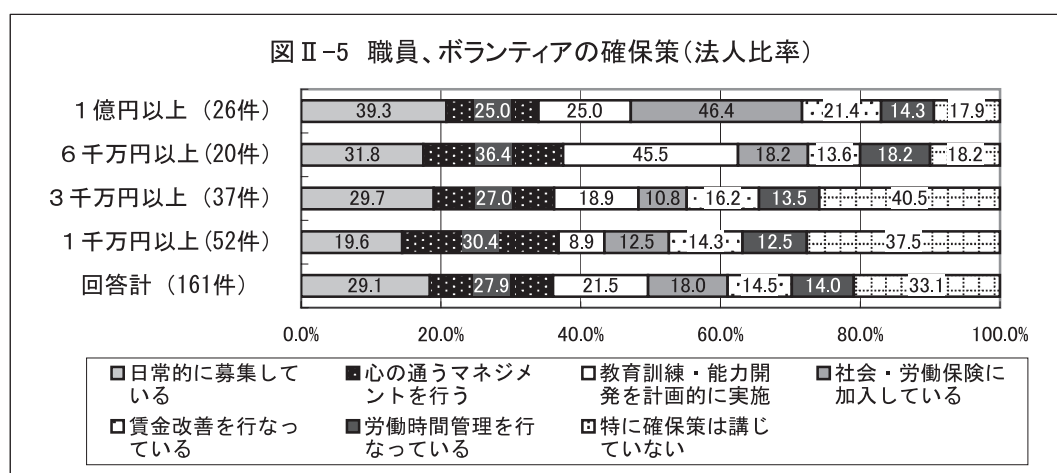 図Ⅱ-5 職員、ボランティアの確保策(法人比率)
1億円以上 (26件) 39.3 25.0 25.0 46.4 21.4 14.3 17.9
6千万円以上(20件) 31.8 36.4 45.5 18.2 13.6 18.2 18.2
3千万円以上 (37件) 29.7 27.0 18.9 10.8 16.2 13.5 40.5
1千万円以上(52件) 19.6 30.4 8.9 12.5 14.3 12.5 37.5
回答計 (161件) 29.1 27.9 21.5 18.0 14.5 14.0 33.1
0.0% 20.0% 40.0% 60.0% 80.0% 100.0%
日常的に募集して
いる
心の通うマネジメ
ントを行う
教育訓練・能力開
発を計画的に実施
社会・労働保険に
加入している
賃金改善を行なっ
ている
労働時間管理を行
なっている
特に確保策は講じ
ていない